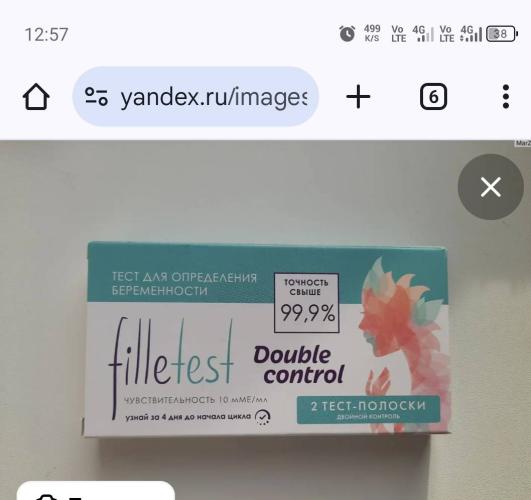 12:57
499
K/S
Vo
LTE
4G
Vo
LTE
4G
38
yandex.ru/images
6
ТЕСТ ДЛЯ ОПРЕДЕЛЕНИЯ
БЕРЕМЕННОСТИ
ТОЧНОСТЬ
СВЫШЕ
99,9%
filletest
Double
control
ЧУВСТВИТЕЛЬНОСТЬ 10 мМЕ/мл
узнай за 4 дня до начала цикла
2 ТЕСТ-ПОЛОСКИ
ДВОЙНОЙ КОНТРОЛЬ